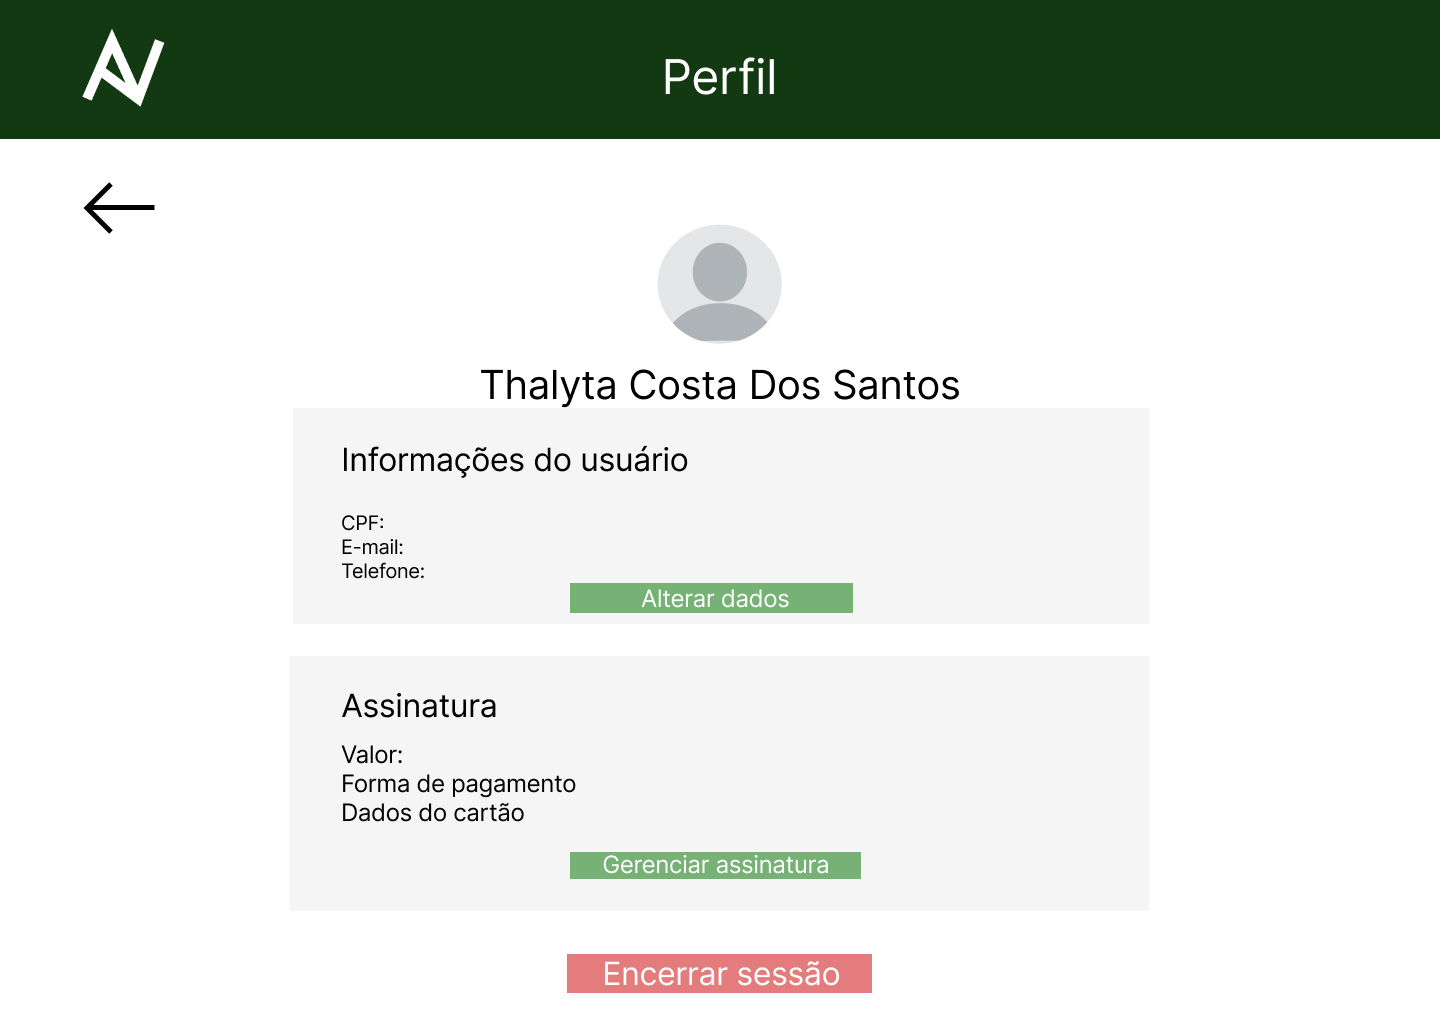 Perfil
Thalyta Costa Dos Santos
Informações do usuário
CPF:
E-mail:
Telefone:
Alterar dados
Assinatura
Valor:
Forma de pagamento
Dados do cartão
Gerenciar assinatura
Encerrar sessão